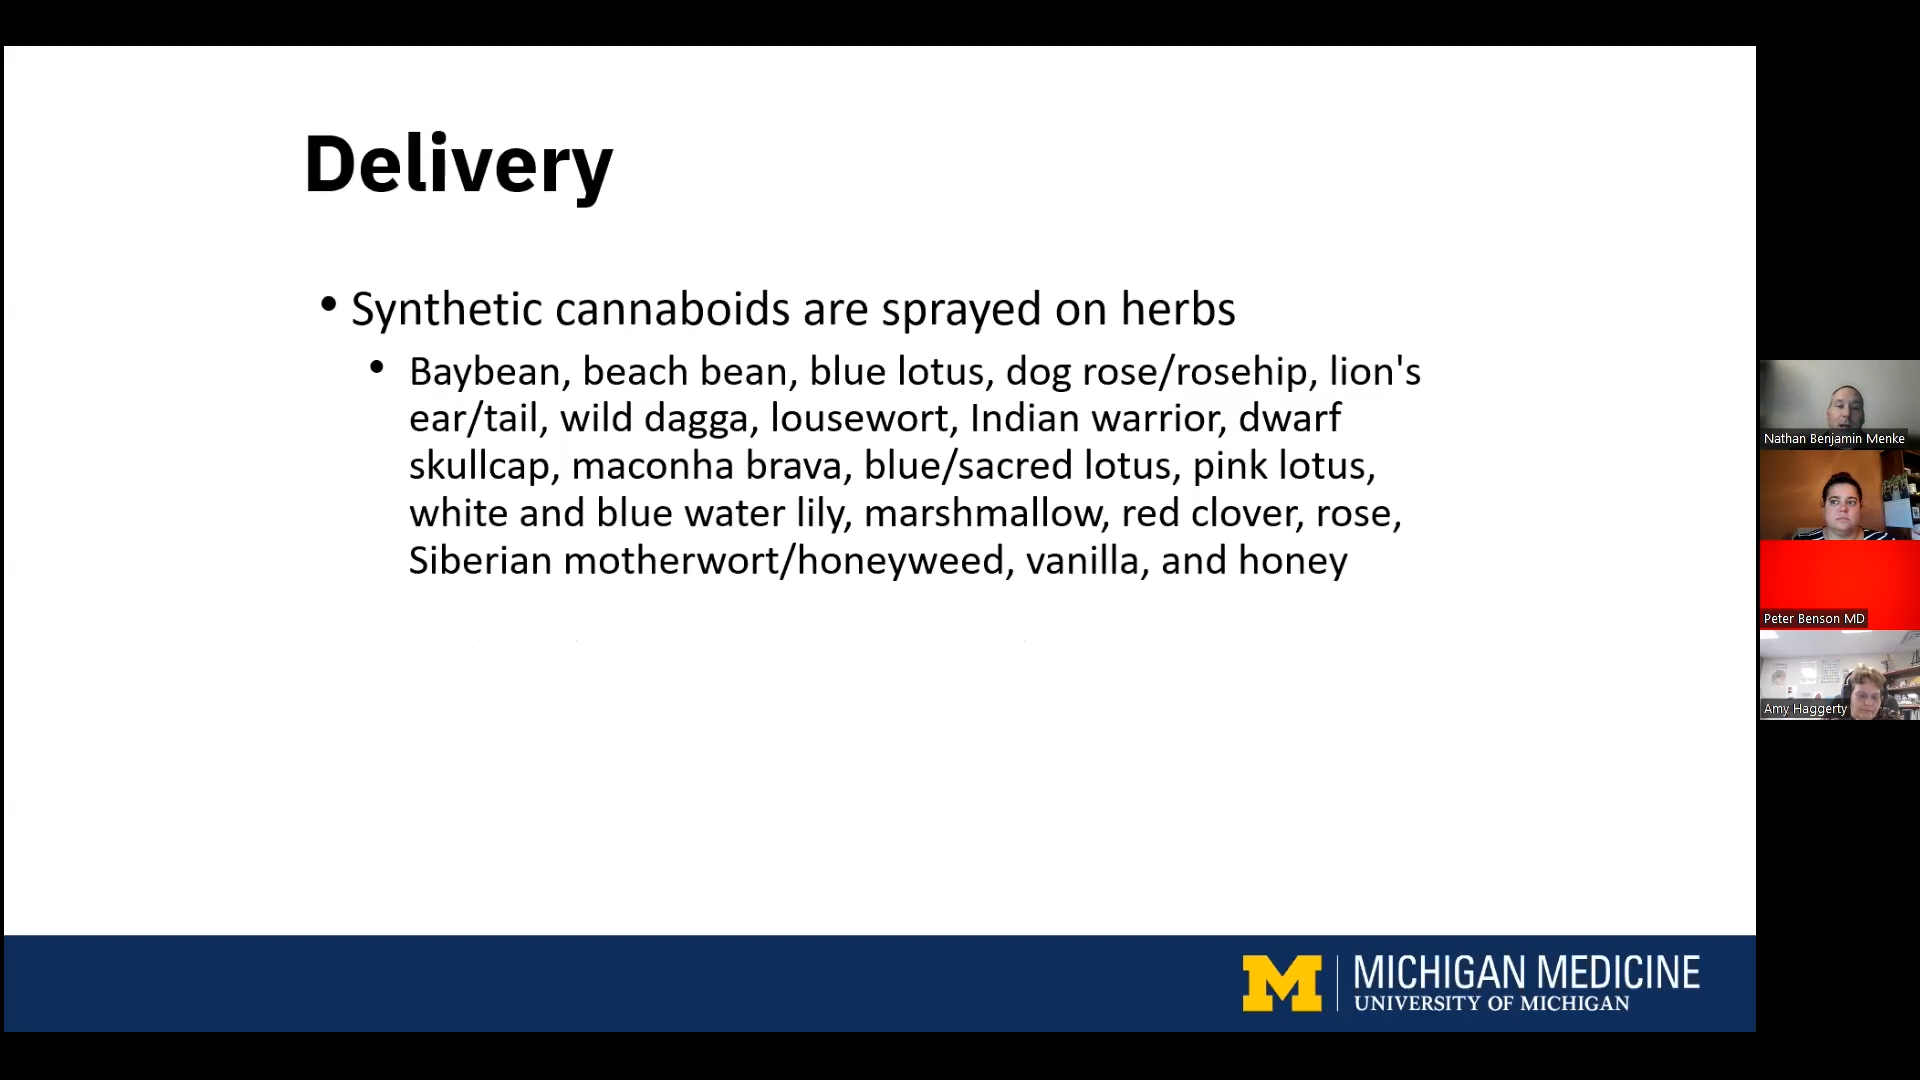 Delivery
• Synthetic cannaboids are sprayed on herbs
• Baybean, beach bean, blue lotus, dog rose/rosehip, lion's
ear/tail, wild dagga, lousewort, Indian warrior, dwarf
skullcap, maconha brava, blue/sacred lotus, pink lotus,
white and blue water lily, marshmallow, red clover, rose,
Siberian motherwort/honeyweed, vanilla, and honey
M
MICHIGAN MEDICINE
UNIVERSITY OF MICHIGAN
Nathan Benjamin Menke
Peter Benson MD
Amy Haggerty